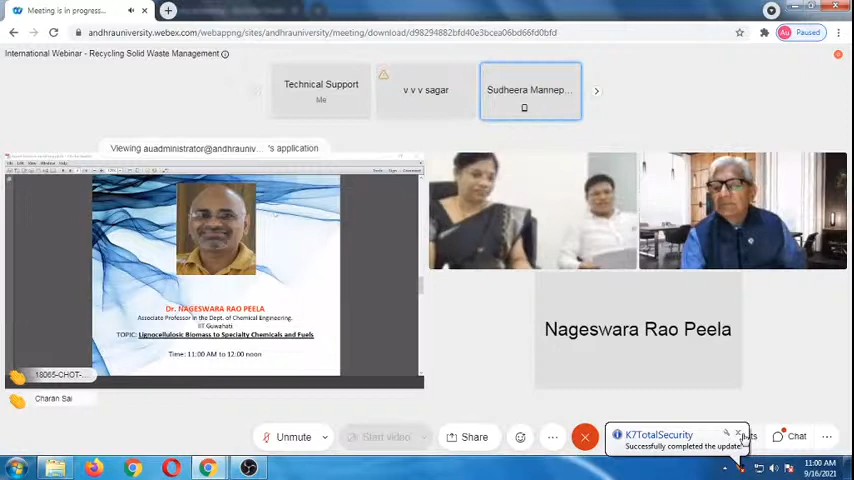 Meeting is in progress...
andhrauniversity.webex.com/webappng/sites/andhrauniversity/meeting/download/d98294882bfd40e3bcea06bd66fd0bfd
Au Paused
International Webinar - Recycling Solid Waste Management
Technical Support
Me
v v v sagar
Sudheera Mannep...
Viewing auadministrator@andhrauniv... 's application
Dr. NAGESWARA RAO PEELA
Associate Professor in the Dept. of Chemical Engineering.
IIT Guwahati
TOPIC: Lignocellulosic Biomass to Specialty Chemicals and Fuels
Time: 11:00 AM to 12:00 noon
Nageswara Rao Peela
18065-CHOT-...
Charan Sai
Unmute
Start video
Share
K7TotalSecurity
Successfully completed the update.
Chat
11:00 AM
9/16/2021